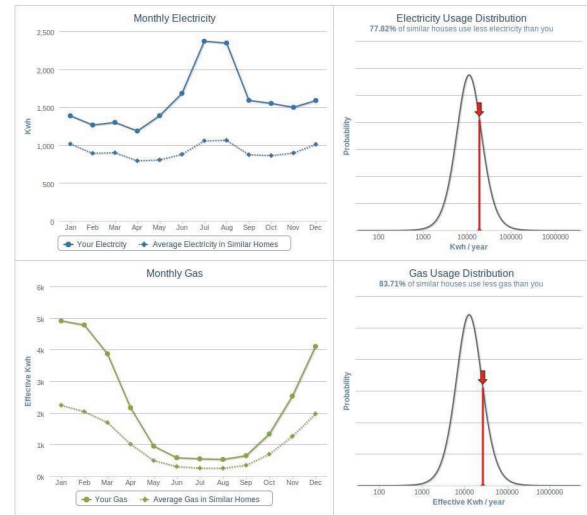 Monthly Electricity
2,500
2,000
1,500
1,000
500
0
Kwh
Jan Feb Mar Apr May Jun Jul Aug Sep Oct Nov Dec
Your Electrcity Average Electricity in Similar Homes
Electricity Usage Distribution
77.82% of similar houses use less electricity than you
Probability
100 1000 10000 100000 1000000
Kwh / year
Monthly Gas
6k
5k
4k
3k
2k
1k
0k
Effective Kwh
Jan Feb Mar Apr May Jun Jul Aug Sep Oct Nov Dec
Your Gas Average Gas in Similar Homes
Gas Usage Distribution
83.71% of similar houses use less gas than you
Probability
100 1000 10000 100000 1000000
Effective Kwh / year